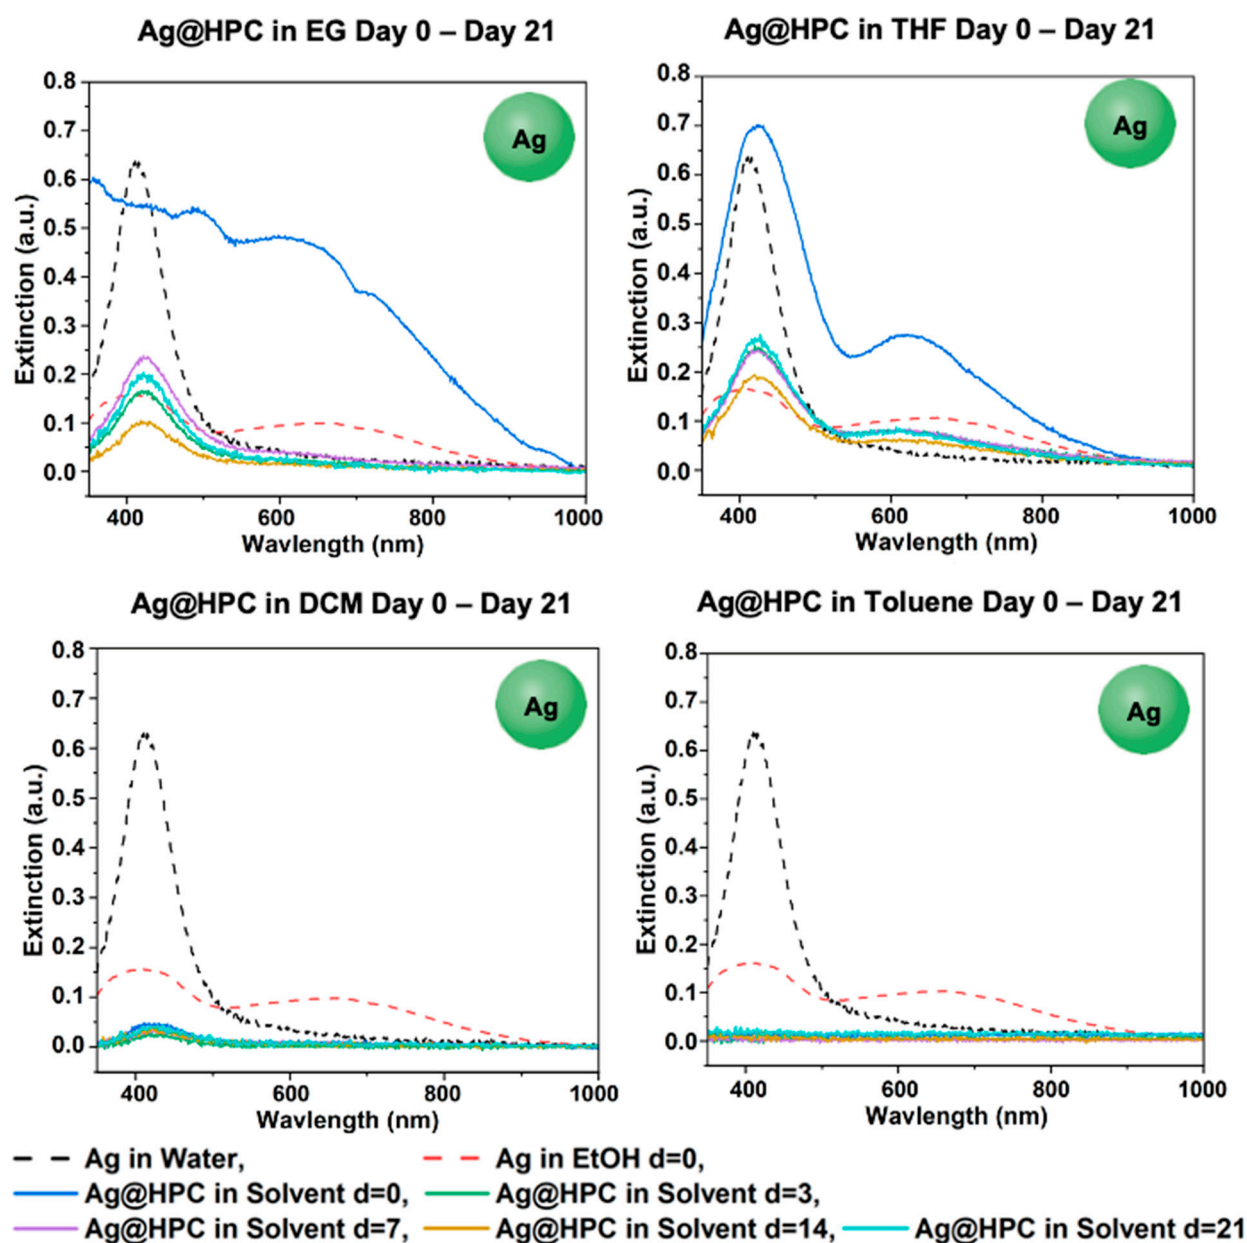 Ag@HPC in EG Day 0 – Day 21
Ag@HPC in THF Day 0 – Day 21
0.8
0.7
0.6
0.5
0.4
0.3
0.2
0.1
0.0
Extinction (a.u.)
Ag
400 600 800 1000
Wavlength (nm)
0.8
0.7
0.6
0.5
0.4
0.3
0.2
0.1
0.0
Extinction (a.u.)
Ag
400 600 800 1000
Wavlength (nm)
Ag@HPC in DCM Day 0 – Day 21
Ag@HPC in Toluene Day 0 – Day 21
0.8
0.7
0.6
0.5
0.4
0.3
0.2
0.1
0.0
Extinction (a.u.)
Ag
400 600 800 1000
Wavlength (nm)
0.8
0.7
0.6
0.5
0.4
0.3
0.2
0.1
0.0
Extinction (a.u.)
Ag
400 600 800 1000
Wavlength (nm)
Ag in Water, Ag in EtOH d=0,
Ag@HPC in Solvent d=0, Ag@HPC in Solvent d=3,
Ag@HPC in Solvent d=7, Ag@HPC in Solvent d=14, Ag@HPC in Solvent d=21